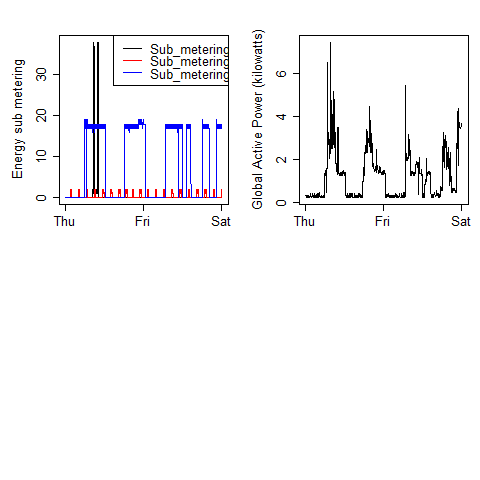 Energy sub metering
0 10 20 30
Sub_metering
Sub_metering
Sub_metering
Thu Fri Sat
Global Active Power (kilowatts)
0 2 4 6
Thu Fri Sat